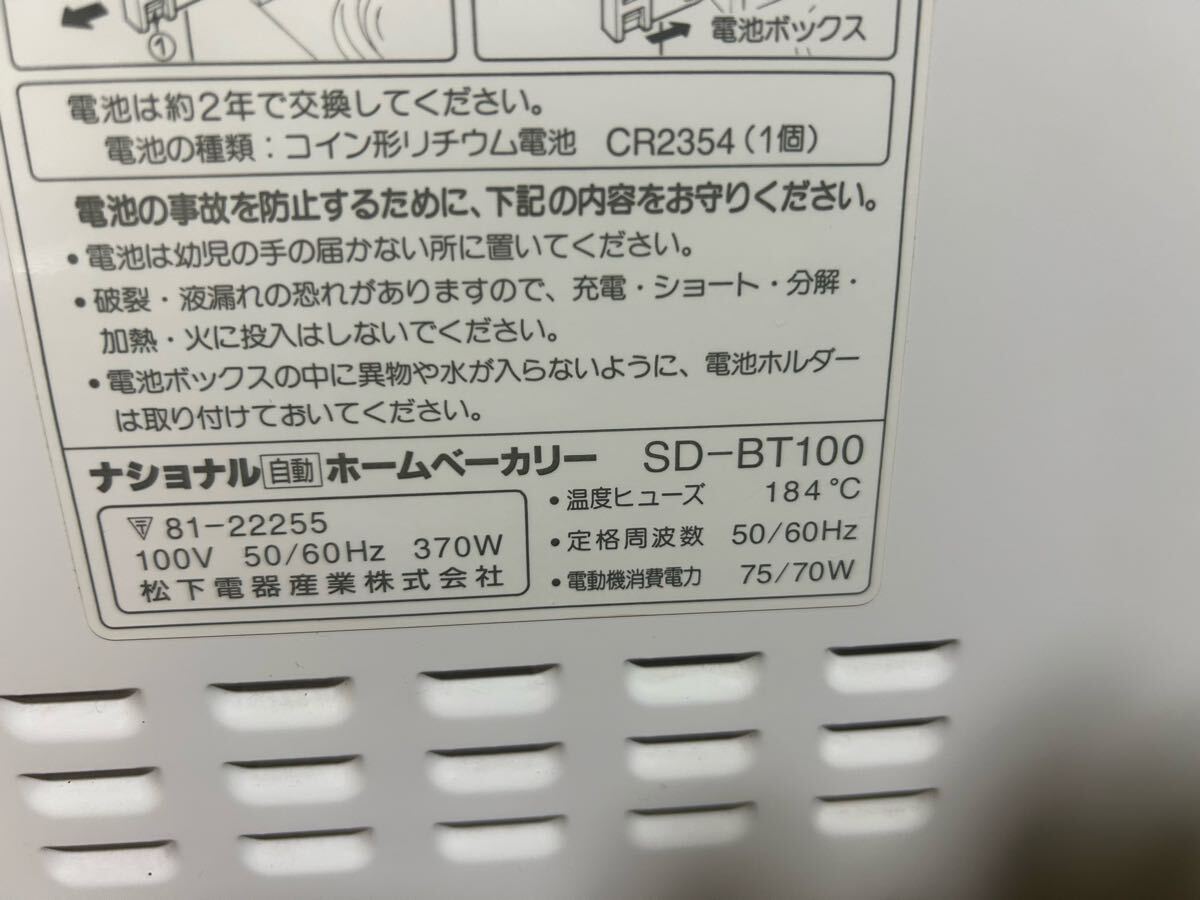 ①
電池ボックス
電池は約2年で交換してください。
電池の種類：コイン形リチウム電池 CR2354（1個）
電池の事故を防止するために、下記の内容をお守りください。
・電池は幼児の手の届かない所に置いてください。
・破裂・液漏れの恐れがありますので、充電・ショート・分解・
加熱・火に投入はしないでください。
・電池ボックスの中に異物や水が入らないように、電池ホルダー
は取り付けておいてください。
ナショナル 自動 ホームベーカリー SD-BT100
81-22255
100V 50/60Hz 370W
松下電器産業株式会社
・温度ヒューズ 184℃
・定格周波数 50/60Hz
・電動機消費電力 75/70W